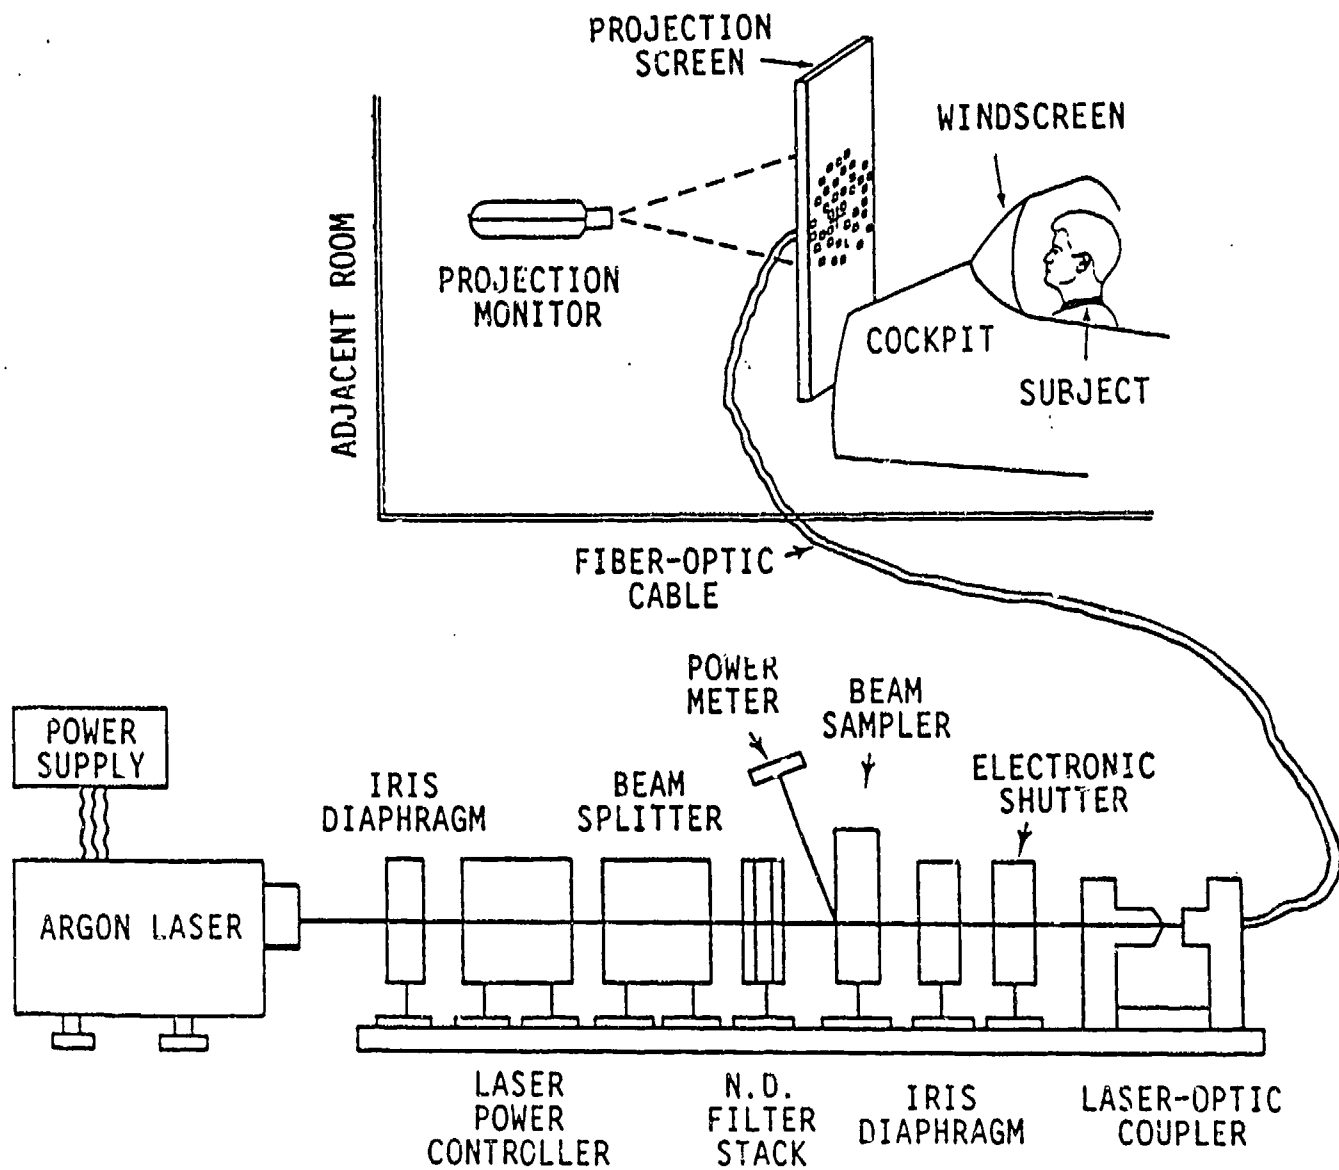 PROJECTION
SCREEN
WINDSCREEN
ADJACENT ROOM
PROJECTION
MONITOR
COCKPIT
SUBJECT
FIBER-OPTIC
CABLE
POWER
METER
BEAM
SAMPLER
POWER
SUPPLY
ELECTRONIC
SHUTTER
IRIS
DIAPHRAGM
BEAM
SPLITTER
ARGON LASER
LASER
POWER
CONTROLLER
N.D.
FILTER
STACK
IRIS
DIAPHRAGM
LASER-OPTIC
COUPLER